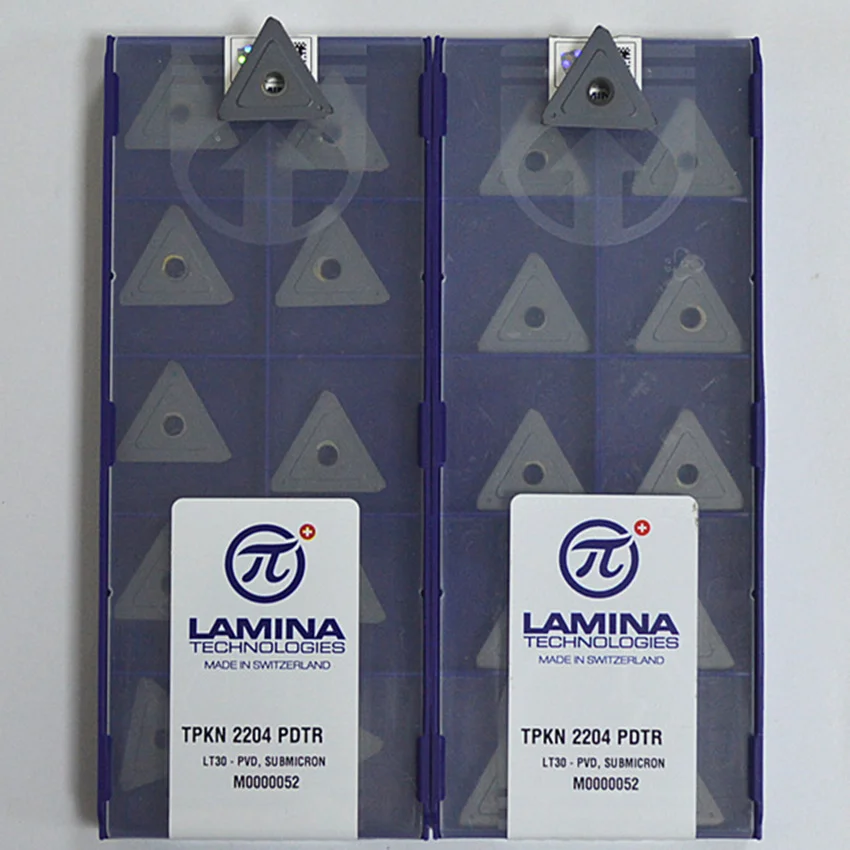 π
LAMINA
TECHNOLOGIES
MADE IN SWITZERLAND
TPKN 2204 PDTR
LT30 - PVD, SUBMICRON
M0000052
π
LAMINA
TECHNOLOGIES
MADE IN SWITZERLAND
TPKN 2204 PDTR
LT30 - PVD, SUBMICRON
M0000052